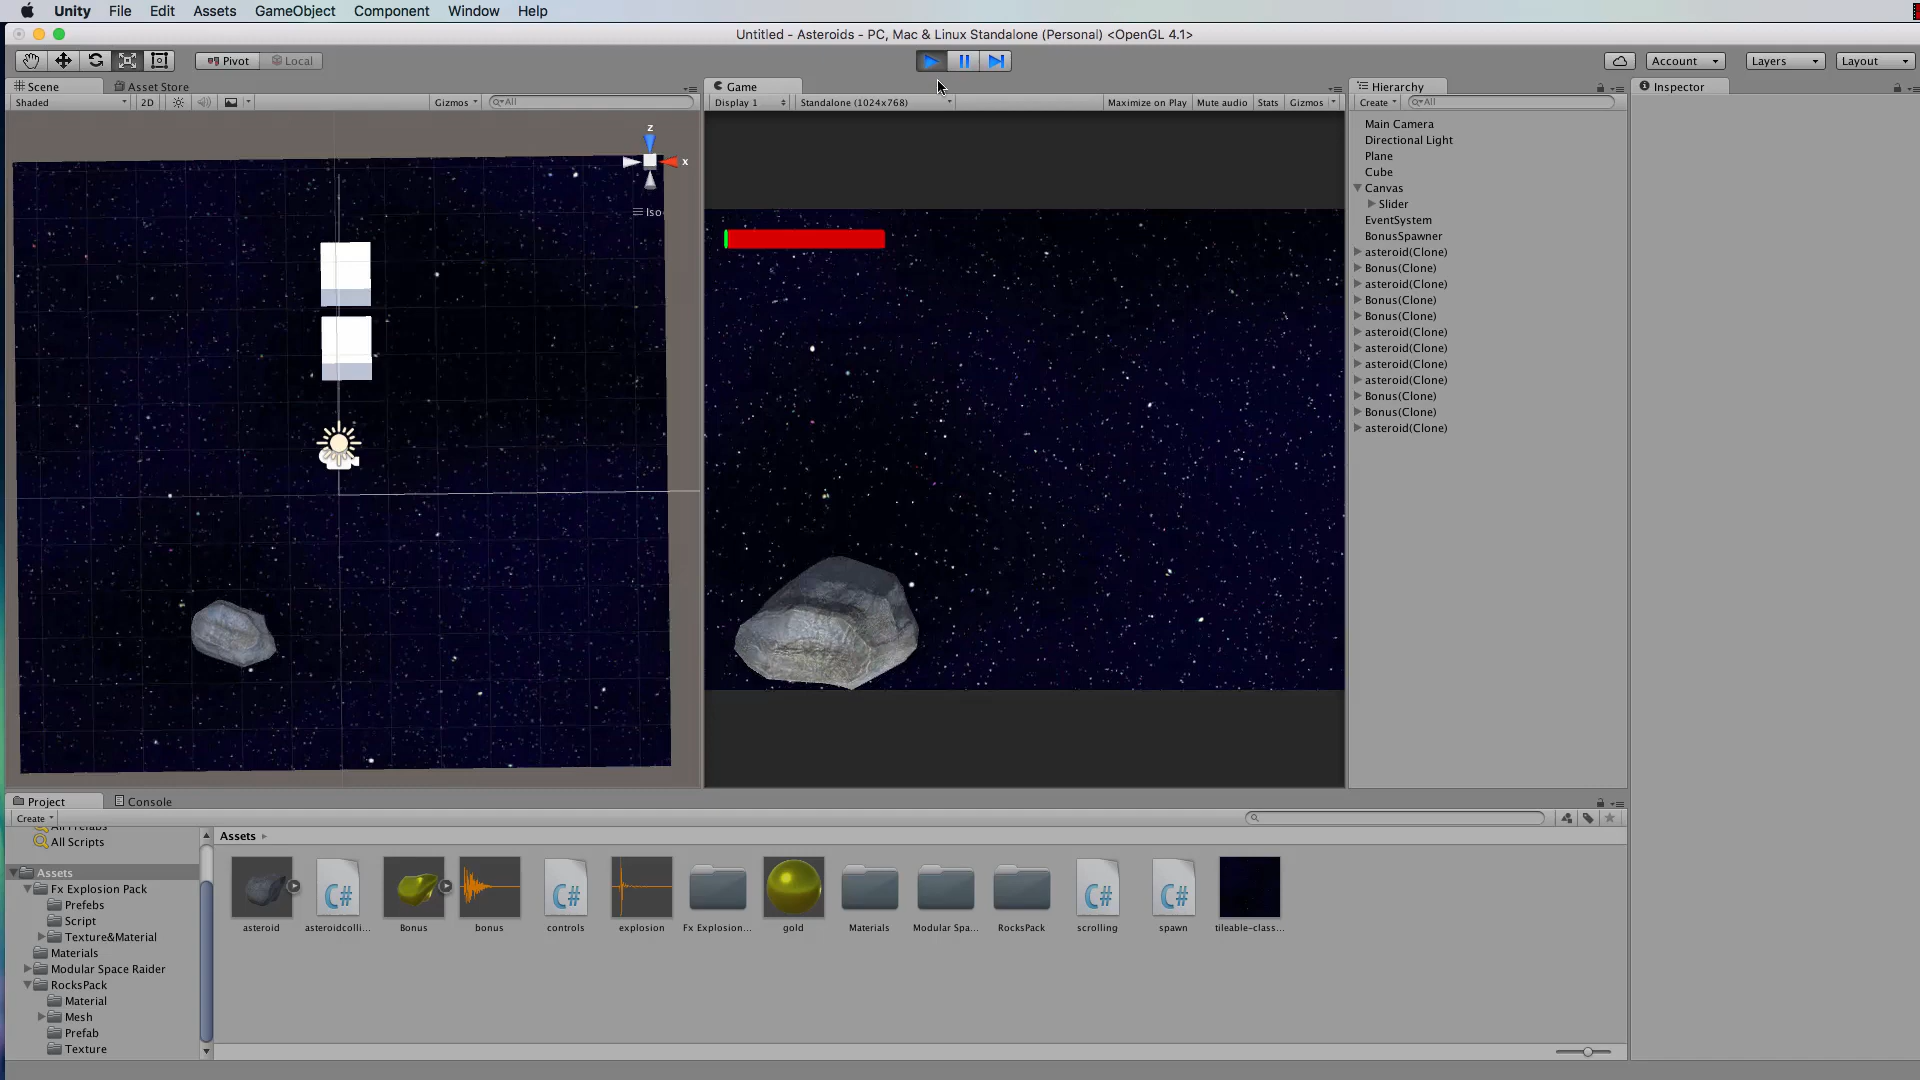 Unity File Edit Assets GameObject Component Window Help
Untitled - Asteroids - PC, Mac & Linux Standalone (Personal) <OpenGL 4.1>
Pivot Local Account Layers Layout
Scene Asset Store
Shaded 2D Gizmos All
z
x
Iso
Game
Display 1 Standalone (1024x768) Maximize on Play Mute audio Stats Gizmos
Hierarchy
Create All
Main Camera
Directional Light
Plane
Cube
Canvas
Slider
EventSystem
BonusSpawner
asteroid(Clone)
Bonus(Clone)
asteroid(Clone)
Bonus(Clone)
Bonus(Clone)
asteroid(Clone)
asteroid(Clone)
asteroid(Clone)
asteroid(Clone)
Bonus(Clone)
Bonus(Clone)
asteroid(Clone)
Inspector
Project Console
Create
All Prefabs
All Scripts
Assets
Fx Explosion Pack
Prefebs
Script
Texture&Material
Materials
Modular Space Raider
RocksPack
Material
Mesh
Prefab
Texture
Assets
C# C# C# C#
asteroid asteroidcolli... Bonus bonus controls explosion Fx Explosion... gold Materials Modular Spa... RocksPack scrolling spawn tileable-class...